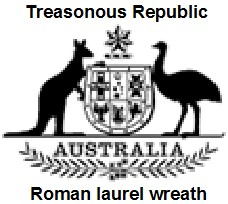 Treasonous Republic
AUSTRALIA
Roman laurel wreath